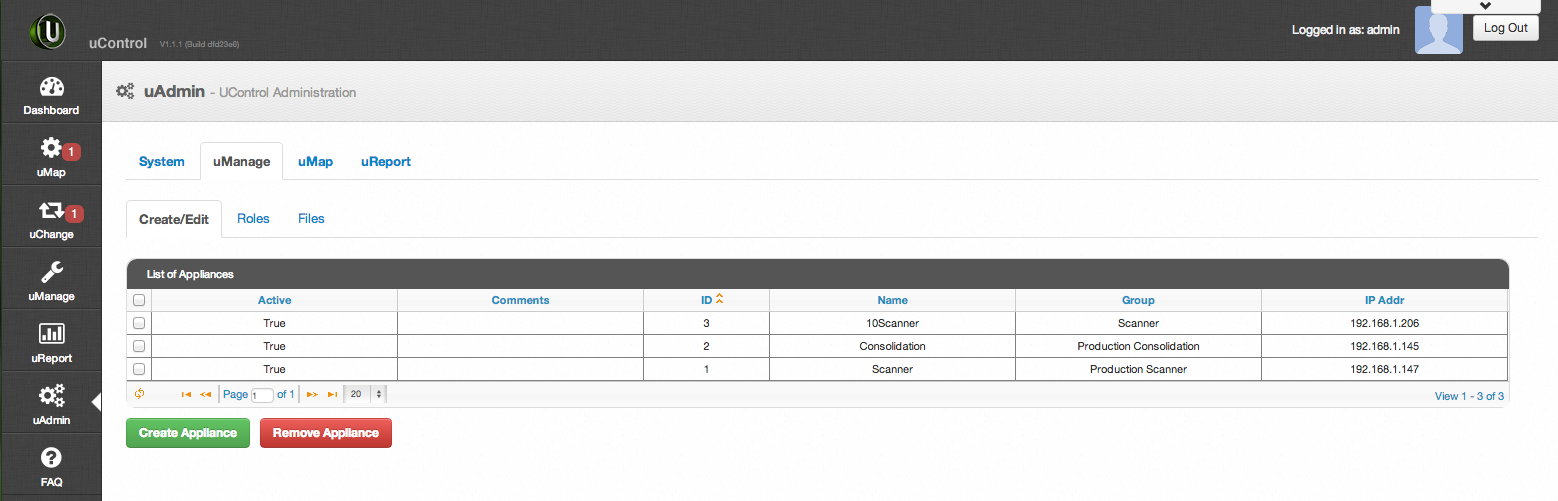 U
uControl V1.1.1 (Build dfd23e6)
Logged in as: admin
Log Out
Dashboard
1
uMap
1
uChange
uManage
uReport
uAdmin
?
FAQ
uAdmin - UControl Administration
System uManage uMap uReport
Create/Edit Roles Files
List of Appliances
Active Comments ID Name Group IP Addr
True 3 10Scanner Scanner 192.168.1.206
True 2 Consolidation Production Consolidation 192.168.1.145
True 1 Scanner Production Scanner 192.168.1.147
Page 1 of 1 20 View 1 - 3 of 3
Create Appliance Remove Appliance